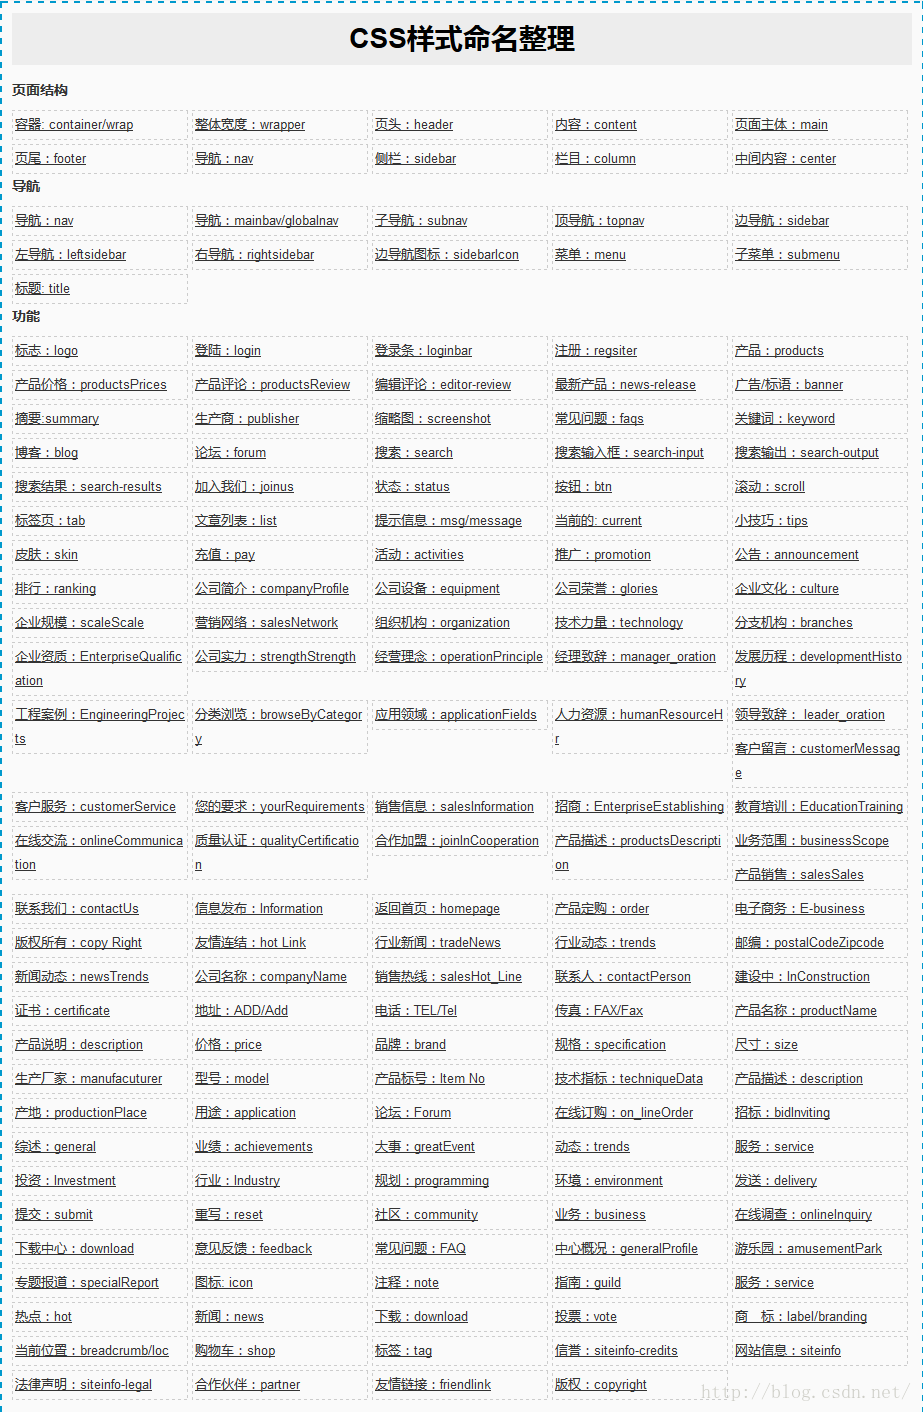 CSS样式命名整理
页面结构
容器: container/wrap
整体宽度：wrapper
页头：header
内容：content
页面主体：main
页尾：footer
导航：nav
侧栏：sidebar
栏目：column
中间内容：center
导航
导航：nav
导航：mainbav/globalnav
子导航：subnav
顶导航：topnav
边导航：sidebar
左导航：leftsidebar
右导航：rightsidebar
边导航图标：sidebarIcon
菜单：menu
子菜单：submenu
标题: title
功能
标志：logo
登陆：login
登录条：loginbar
注册：regsiter
产品：products
产品价格：productsPrices
产品评论：productsReview
编辑评论：editor-review
最新产品：news-release
广告/标语：banner
摘要:summary
生产商：publisher
缩略图：screenshot
常见问题：faqs
关键词：keyword
博客：blog
论坛：forum
搜索：search
搜索输入框：search-input
搜索输出：search-output
搜索结果：search-results
加入我们：joinus
状态：status
按钮：btn
滚动：scroll
标签页：tab
文章列表：list
提示信息：msg/message
当前的: current
小技巧：tips
皮肤：skin
充值：pay
活动：activities
推广：promotion
公告：announcement
排行：ranking
公司简介：companyProfile
公司设备：equipment
公司荣誉：glories
企业文化：culture
企业规模：scaleScale
营销网络：salesNetwork
组织机构：organization
技术力量：technology
分支机构：branches
企业资质：EnterpriseQualific
ation
公司实力：strengthStrength
经营理念：operationPrinciple
经理致辞：manager_oration
发展历程：developmentHisto
ry
工程案例：EngineeringProjec
ts
分类浏览：browseByCategor
y
应用领域：applicationFields
人力资源：humanResourceH
r
领导致辞： leader_oration
客户留言：customerMessag
e
客户服务：customerService
您的要求：yourRequirements
销售信息：salesInformation
招商：EnterpriseEstablishing
教育培训：EducationTraining
在线交流：onlineCommunica
tion
质量认证：qualityCertificatio
n
合作加盟：joinInCooperation
产品描述：productsDescripti
on
业务范围：businessScope
产品销售：salesSales
联系我们：contactUs
信息发布：Information
返回首页：homepage
产品定购：order
电子商务：E-business
版权所有：copy Right
友情连结：hot Link
行业新闻：tradeNews
行业动态：trends
邮编：postalCodeZipcode
新闻动态：newsTrends
公司名称：companyName
销售热线：salesHot_Line
联系人：contactPerson
建设中：InConstruction
证书：certificate
地址：ADD/Add
电话：TEL/Tel
传真：FAX/Fax
产品名称：productName
产品说明：description
价格：price
品牌：brand
规格：specification
尺寸：size
生产厂家：manufacuturer
型号：model
产品标号：Item No
技术指标：techniqueData
产品描述：description
产地：productionPlace
用途：application
论坛：Forum
在线订购：on_lineOrder
招标：bidInviting
综述：general
业绩：achievements
大事：greatEvent
动态：trends
服务：service
投资：Investment
行业：Industry
规划：programming
环境：environment
发送：delivery
提交：submit
重写：reset
社区：community
业务：business
在线调查：onlineInquiry
下载中心：download
意见反馈：feedback
常见问题：FAQ
中心概况：generalProfile
游乐园：amusementPark
专题报道：specialReport
图标: icon
注释：note
指南：guild
服务：service
热点：hot
新闻：news
下载：download
投票：vote
商　标：label/branding
当前位置：breadcrumb/loc
购物车：shop
标签：tag
信誉：siteinfo-credits
网站信息：siteinfo
法律声明：siteinfo-legal
合作伙伴：partner
友情链接：friendlink
版权：copyright
http://blog.csdn.net/